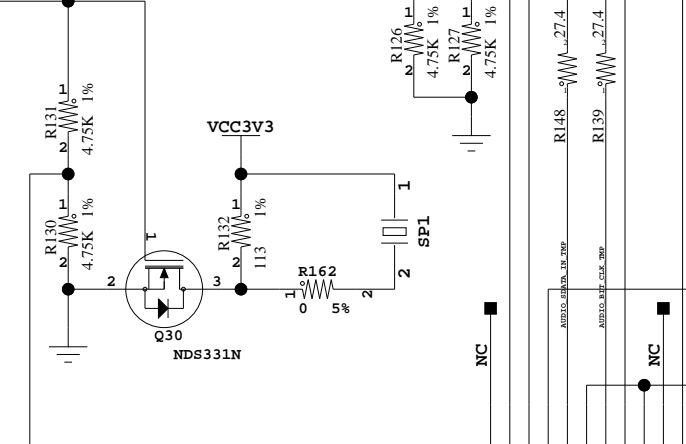 1
R126
4.75K 1%
2
1
R127
4.75K 1%
2
27.4
R148
27.4
R139
1
R131
4.75K 1%
2
VCC3V3
1
R130
4.75K 1%
2
1
1
R132
113 1%
2
1
SP1
2
2
3
R162
1
2
0 5%
Q30
NDS331N
AUDIO_SDATA_IN_TMP
AUDIO_BIT_CLK_TMP
NC
NC